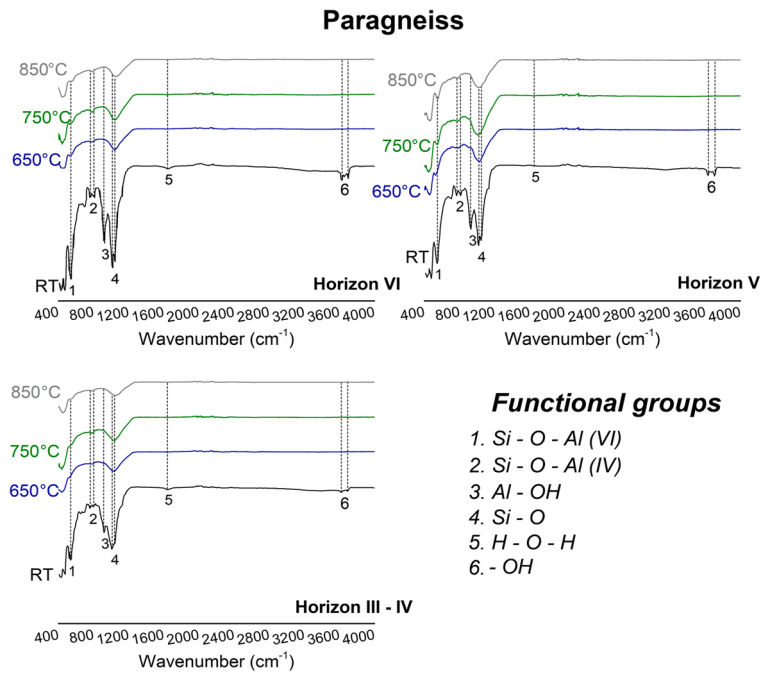 Paragneiss
850°C
750°C
650°C
RT
1
2
3
4
5
6
Horizon VI
400 800 1200 1600 2000 2400 2800 3200 3600 4000
Wavenumber (cm⁻¹)
850°C
750°C
650°C
RT
1
2
3
4
5
6
Horizon V
400 800 1200 1600 2000 2400 2800 3200 3600 4000
Wavenumber (cm⁻¹)
850°C
750°C
650°C
RT
1
2
3
4
5
6
Horizon III - IV
400 800 1200 1600 2000 2400 2800 3200 3600 4000
Wavenumber (cm⁻¹)
Functional groups
1. Si - O - Al (VI)
2. Si - O - Al (IV)
3. Al - OH
4. Si - O
5. H - O - H
6. - OH